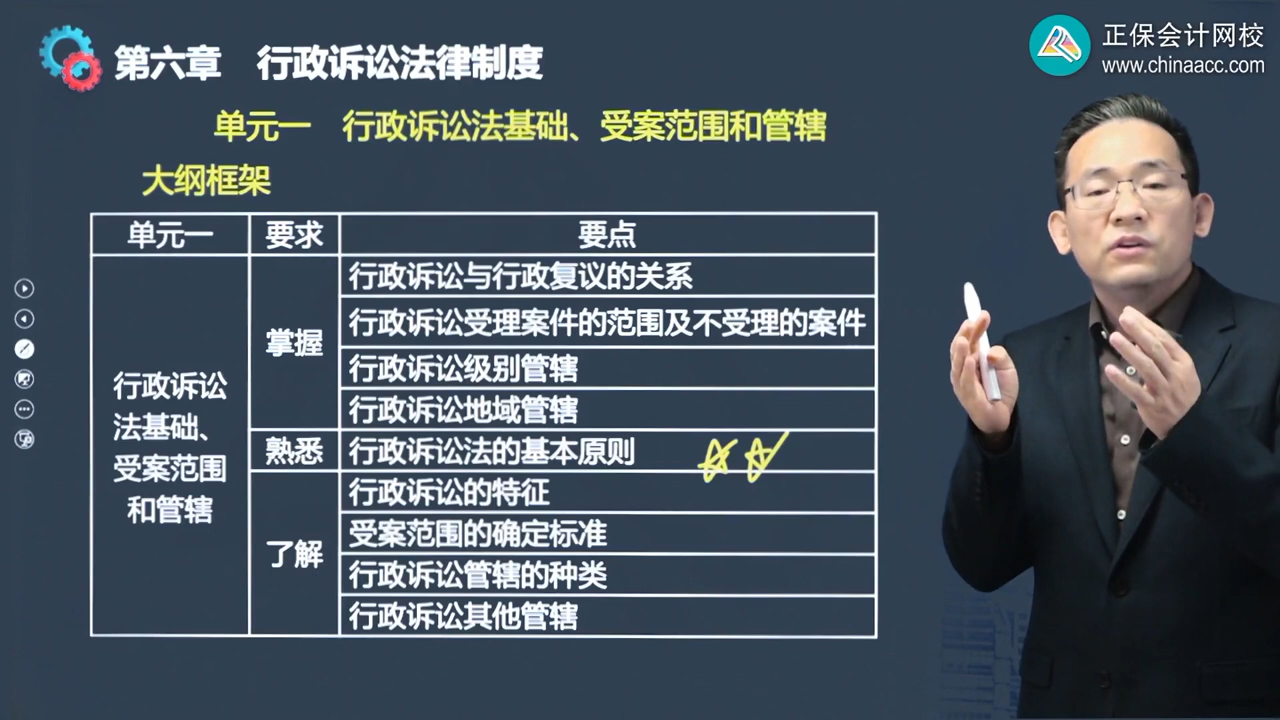 第六章 行政诉讼法律制度
正保会计网校
www.chinaacc.com
单元一 行政诉讼法基础、受案范围和管辖
大纲框架
单元一 要求 要点
行政诉讼法基础、受案范围和管辖
掌握
行政诉讼与行政复议的关系
行政诉讼受理案件的范围及不受理的案件
行政诉讼级别管辖
行政诉讼地域管辖
熟悉
行政诉讼法的基本原则
了解
行政诉讼的特征
受案范围的确定标准
行政诉讼管辖的种类
行政诉讼其他管辖